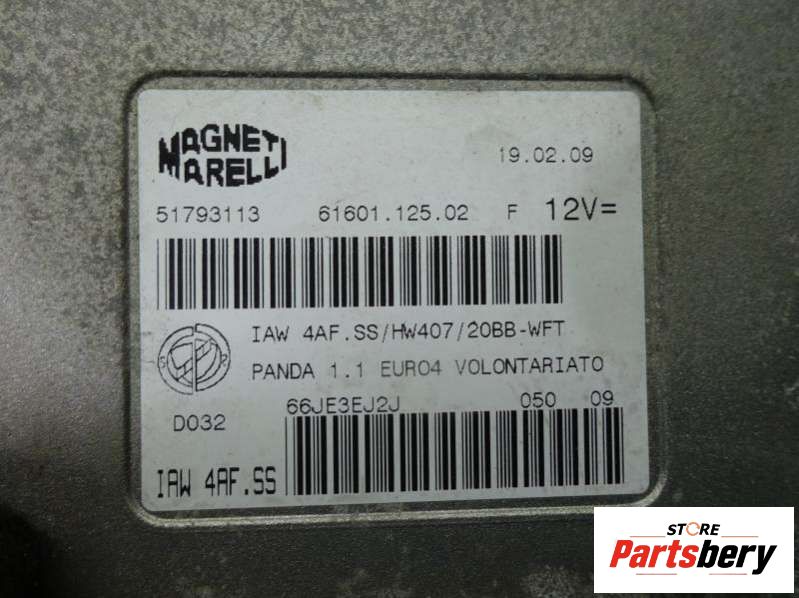 MAGNETI
MARELLI
19.02.09
51793113 61601.125.02 F 12V=
IAW 4AF.SS/HW407/20BB-WFT
PANDA 1.1 EURO4 VOLONTARIATO
66JE3EJ2J 050 09
D032
IAW 4AF.SS
STORE
Partsbery